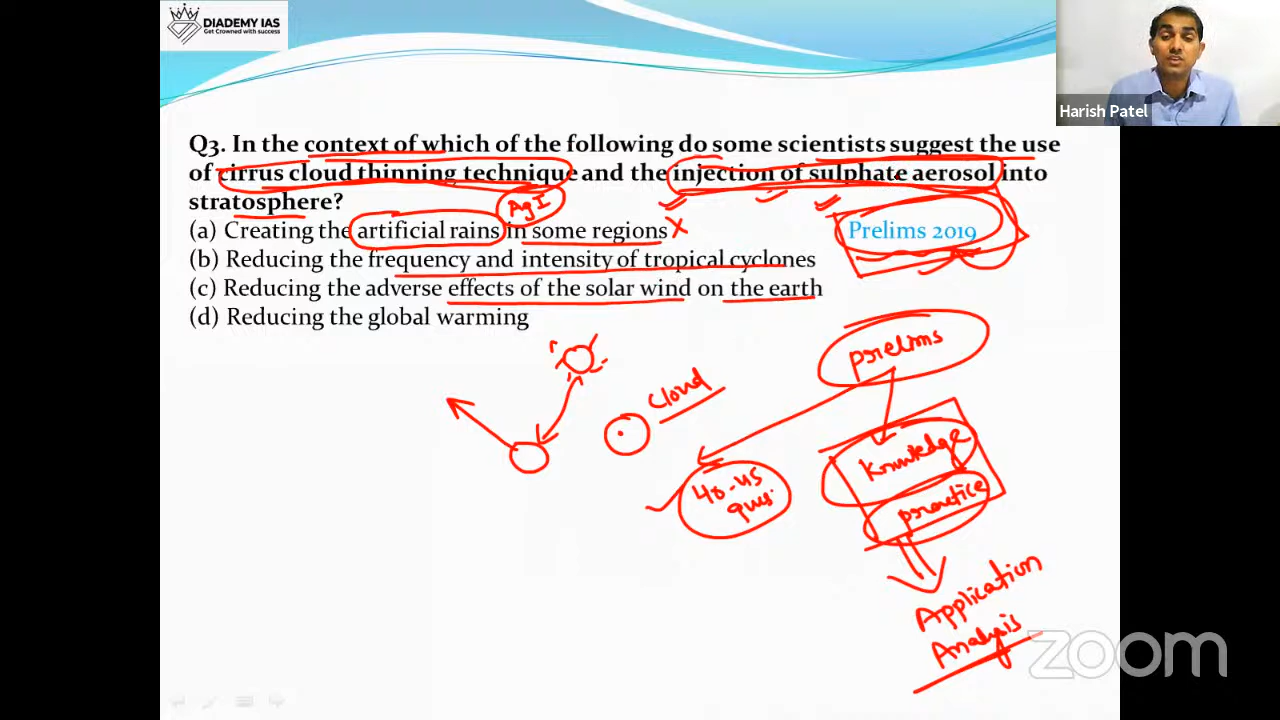 DIADEMY IAS
Get Crowned with success
Harish Patel
Q3. In the context of which of the following do some scientists suggest the use
of cirrus cloud thinning technique and the injection of sulphate aerosol into
stratosphere?
AgI
(a) Creating the artificial rains in some regions
Prelims 2019
(b) Reducing the frequency and intensity of tropical cyclones
(c) Reducing the adverse effects of the solar wind on the earth
(d) Reducing the global warming
prelims
cloud
knowledge
40-45
ques.
practice
Application
Analysis
zoom